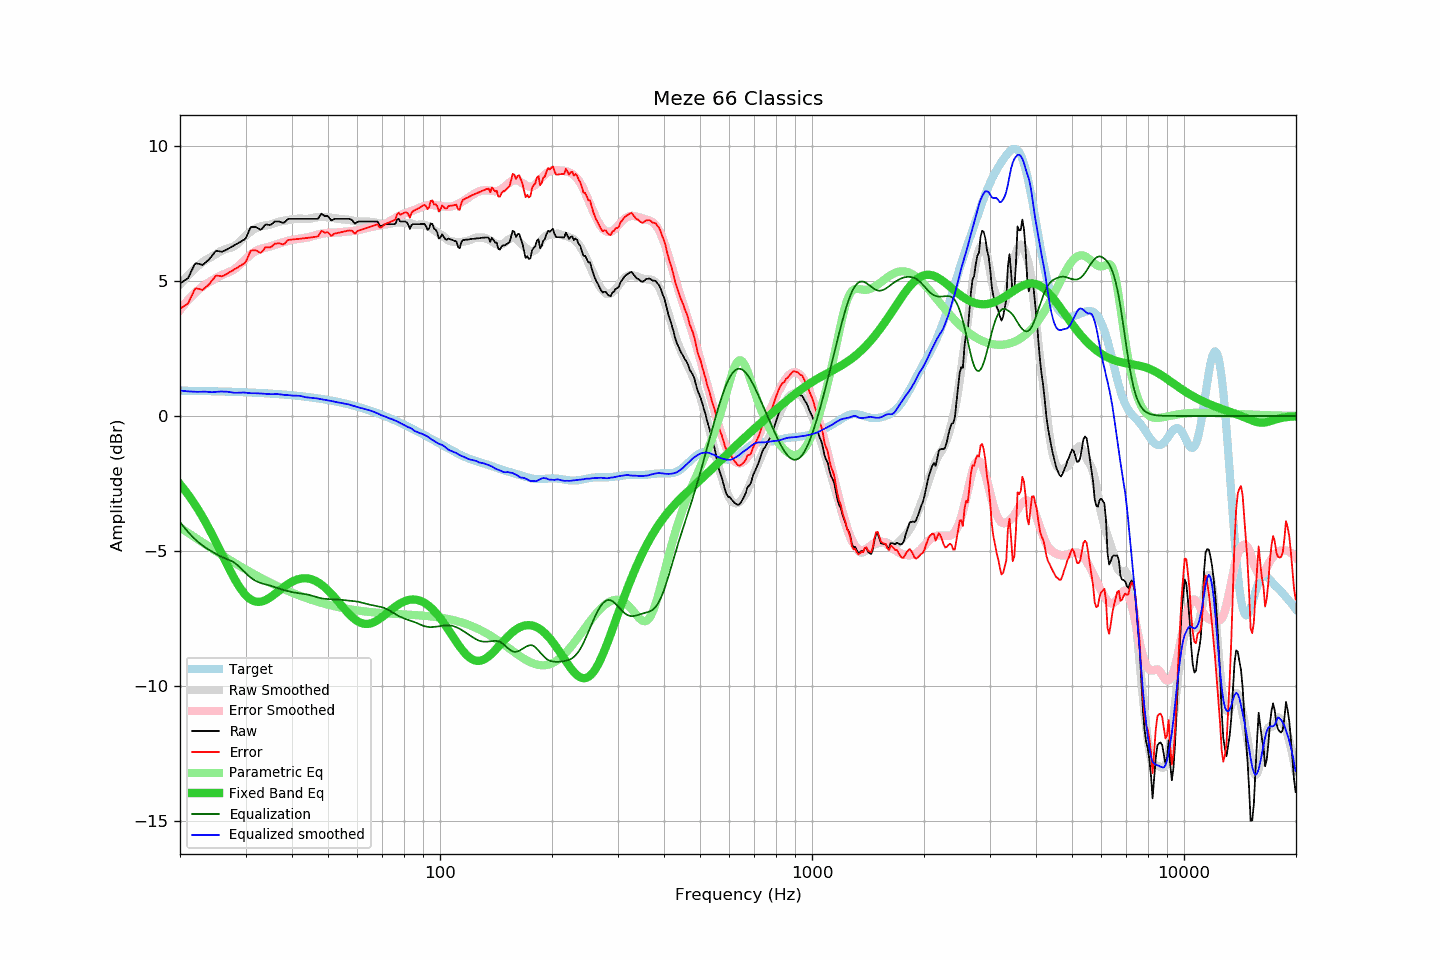 Meze 66 Classics
Amplitude (dBr)
10
5
0
−5
−10
−15
Target
Raw Smoothed
Error Smoothed
Raw
Error
Parametric Eq
Fixed Band Eq
Equalization
Equalized smoothed
100
1000
10000
Frequency (Hz)